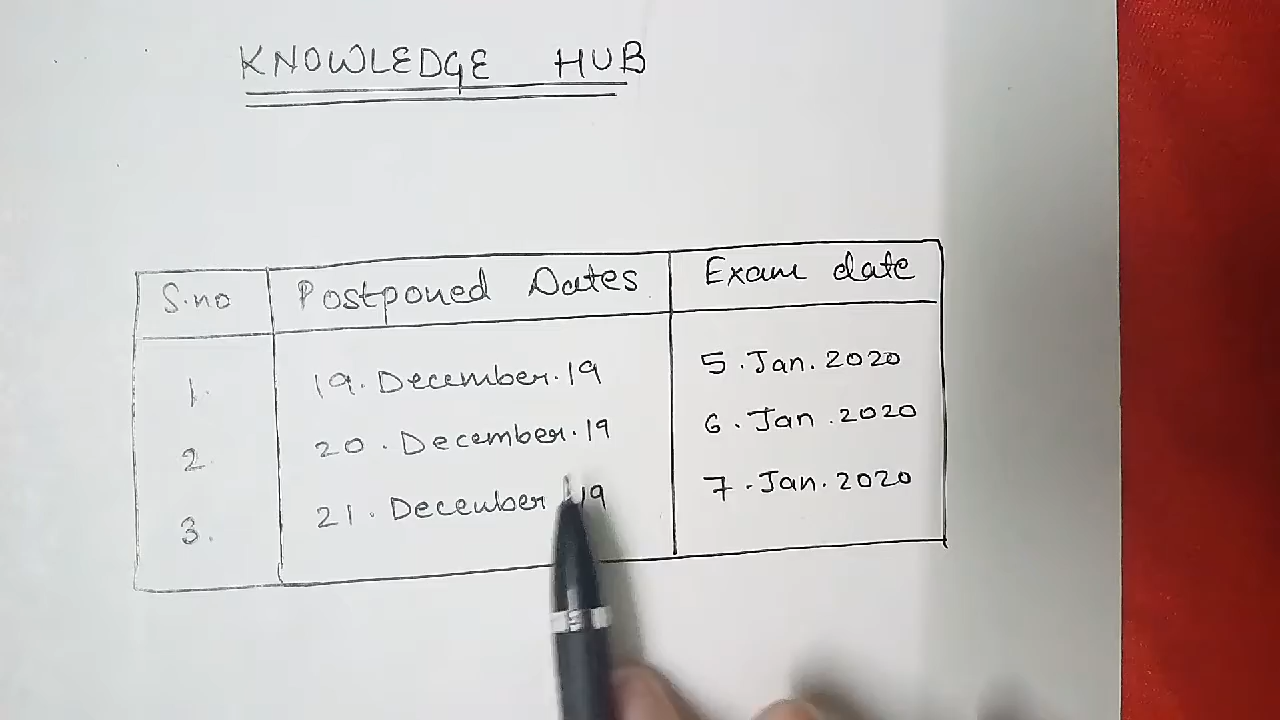 KNOWLEDGE HUB
S.no Postponed Dates Exam date
1. 19. December. 19 5. Jan. 2020
2. 20. December. 19 6. Jan. 2020
3. 21. December 19 7. Jan. 2020